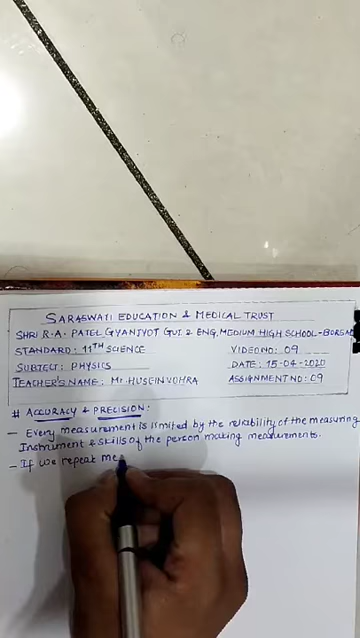 SARASWATI EDUCATION & MEDICAL TRUST
SHRI R.A. PATEL GYANJYOT GUJ & ENG, MEDIUM HIGH SCHOOL-BORSAD
STANDARD: 11TH SCIENCE VIDEO NO: 09
SUBJECT: PHYSICS DATE: 15-04-2020
TEACHER'S NAME: Mr. HUSEIN VOHRA ASSIGNMENT NO: 09
# ACCURACY & PRECISION:
- Every measurement is limited by the reliability of the measuring
Instrument & skills of the person making measurements.
- If we repeat me